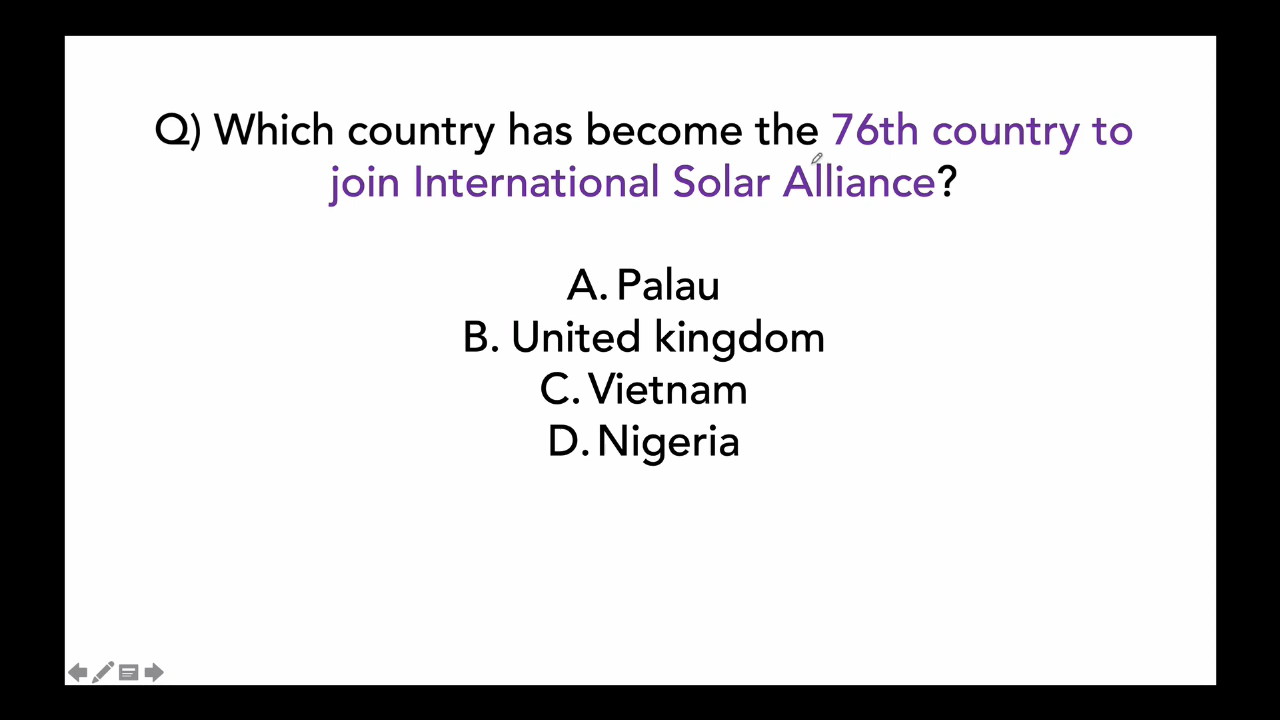 Q) Which country has become the 76th country to
join International Solar Alliance?
A. Palau
B. United kingdom
C. Vietnam
D. Nigeria